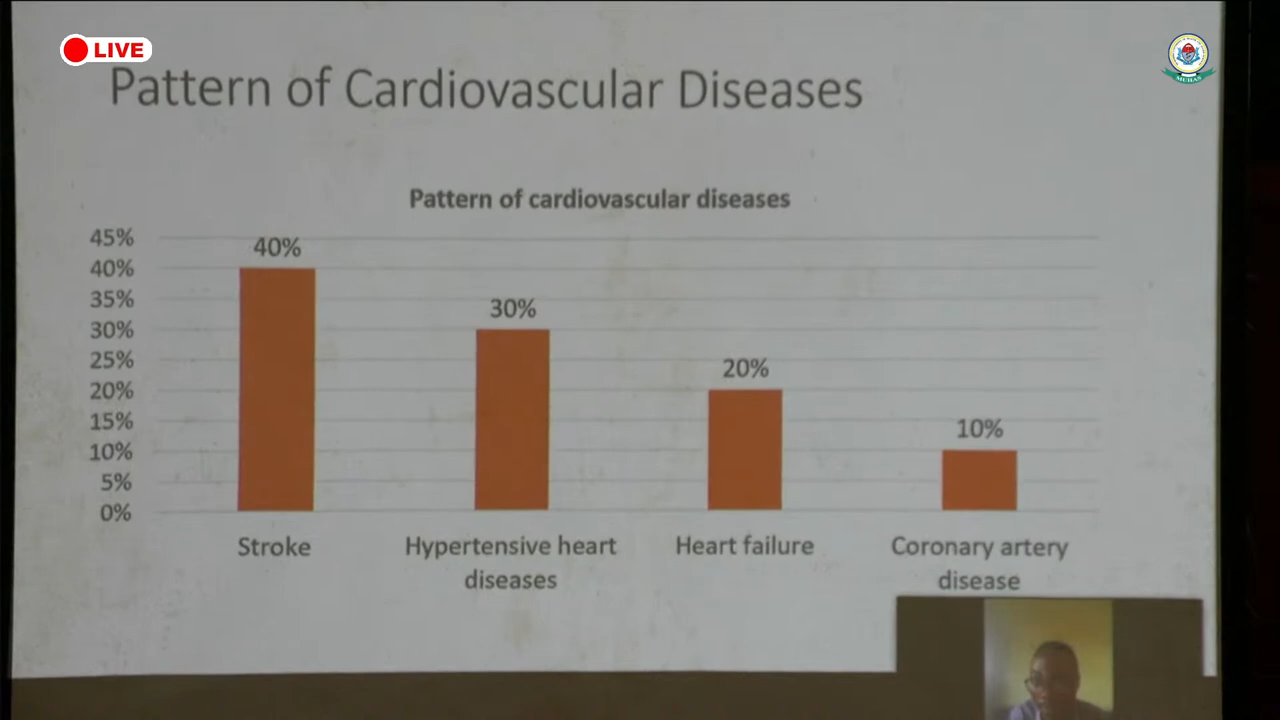 LIVE
MUHAS
Pattern of Cardiovascular Diseases
Pattern of cardiovascular diseases
45%
40%
35%
30%
25%
20%
15%
10%
5%
0%
40%
30%
20%
10%
Stroke
Hypertensive heart
diseases
Heart failure
Coronary artery
disease